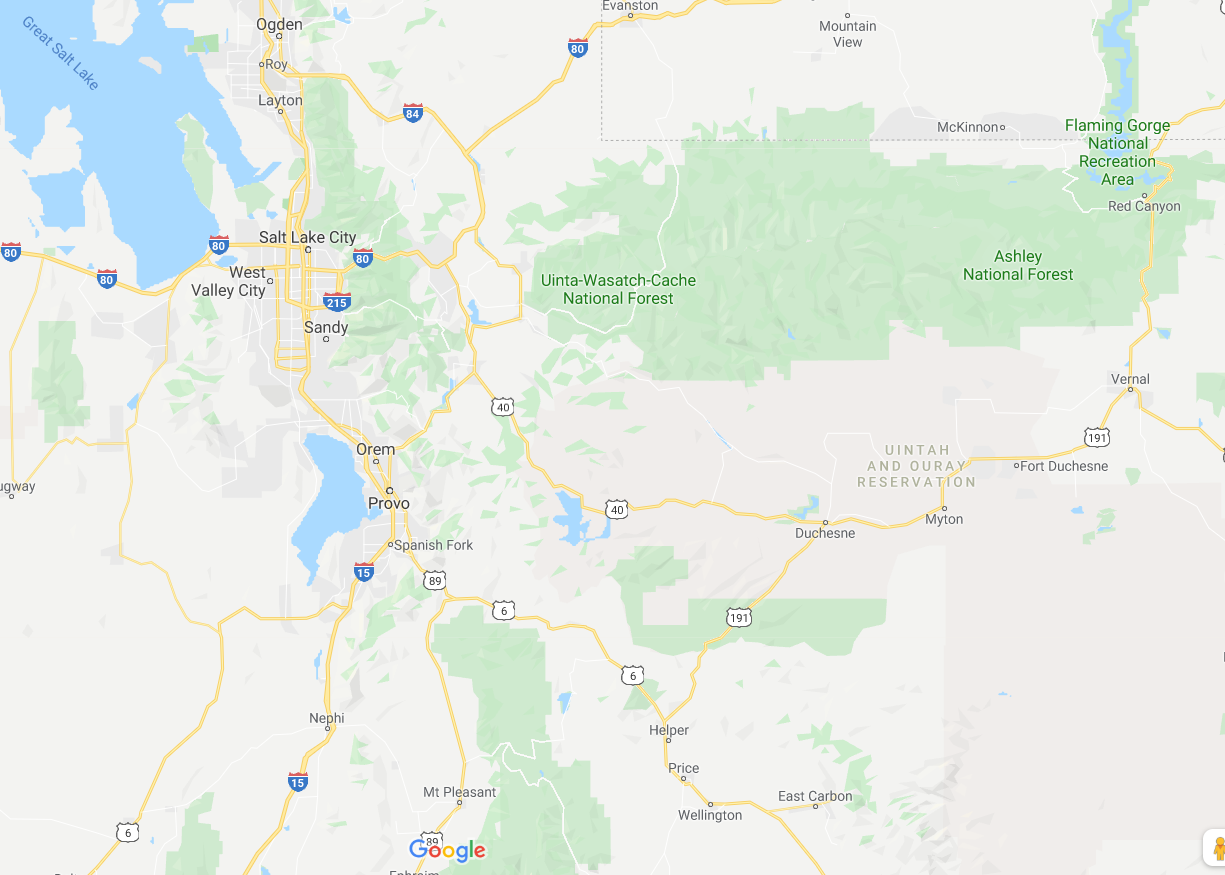 Evanston
Ogden
Mountain
View
Great Salt Lake
80
Roy
Layton
84
McKinnon
Flaming Gorge
National
Recreation
Area
Red Canyon
Salt Lake City
80
80
80
80
West
Valley City
Ashley
National Forest
Uinta-Wasatch-Cache
National Forest
215
Sandy
Vernal
40
191
Orem
UINTAH
AND OURAY
RESERVATION
Fort Duchesne
ugway
Provo
40
Myton
Duchesne
Spanish Fork
15
89
6
191
6
Nephi
Helper
Price
15
Mt Pleasant
East Carbon
Wellington
6
89
Google
Ephraim